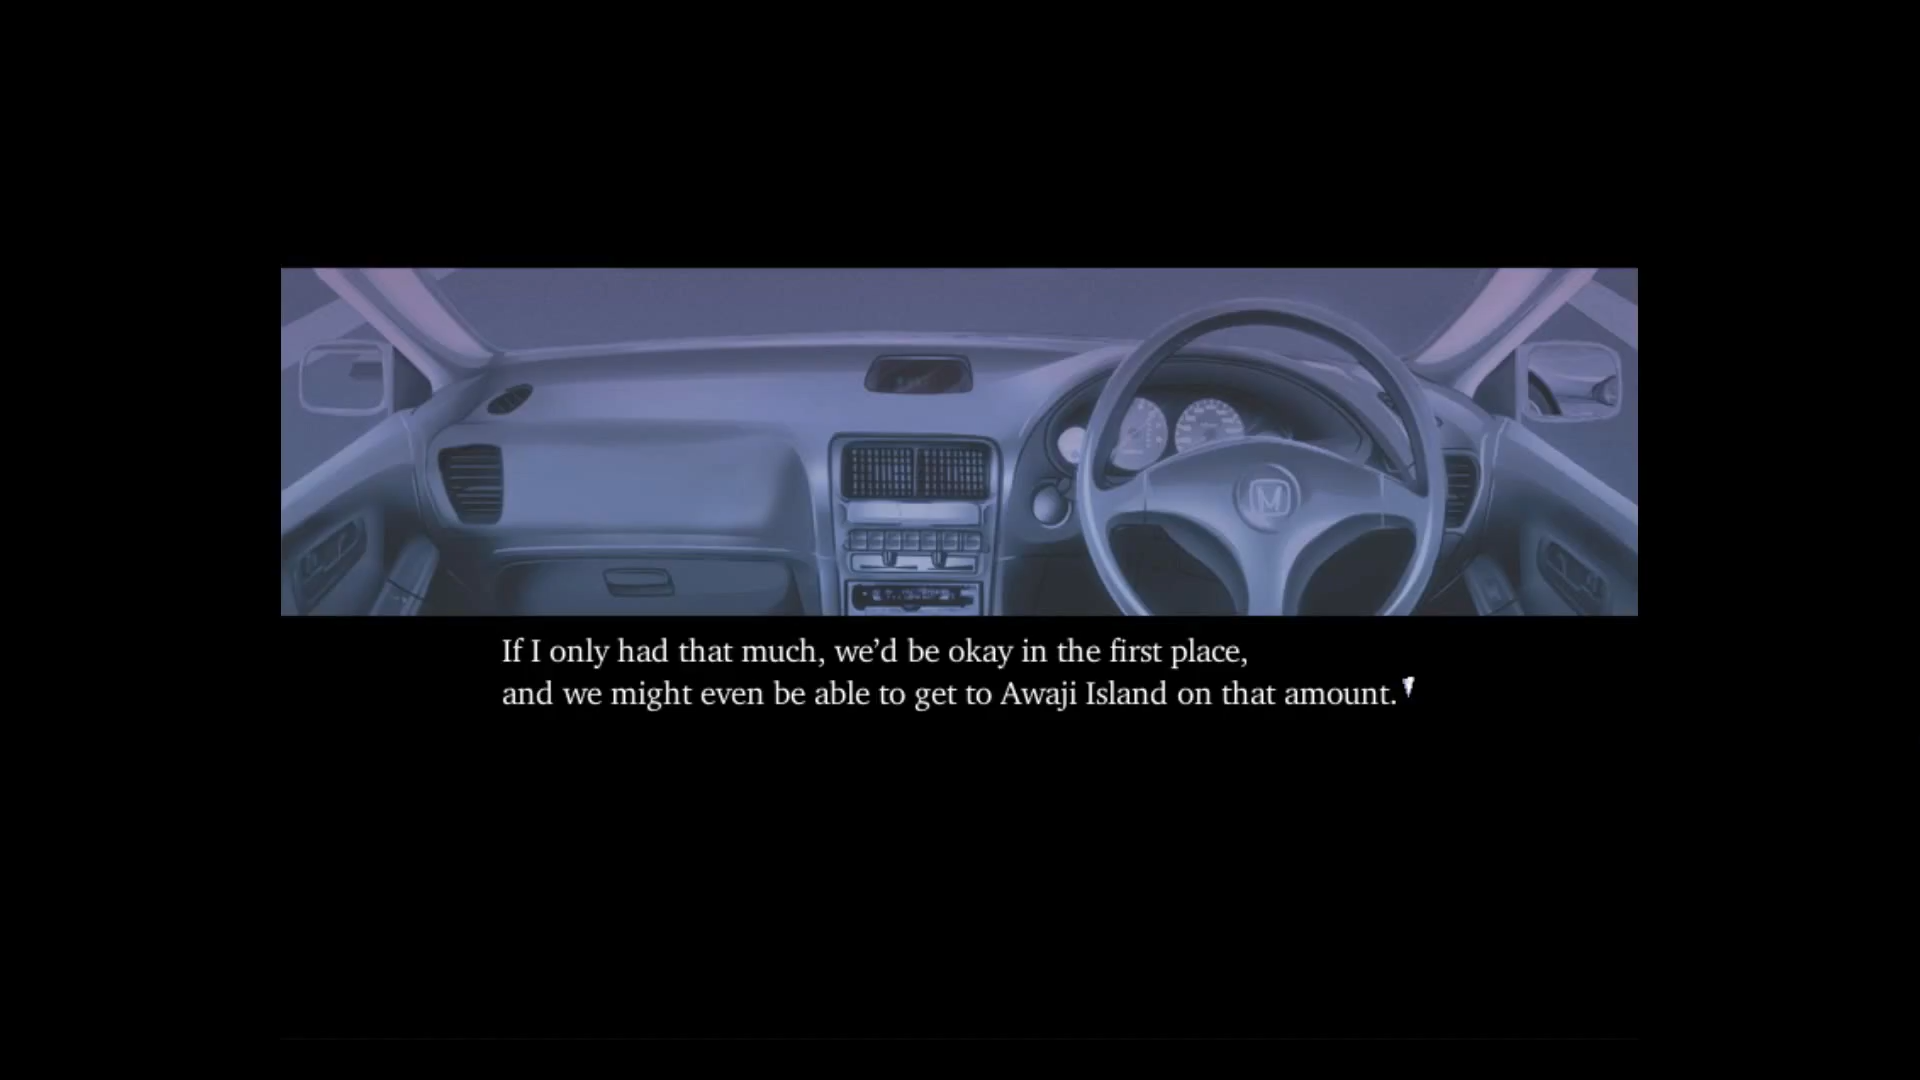 If I only had that much, we’d be okay in the first place,
and we might even be able to get to Awaji Island on that amount.